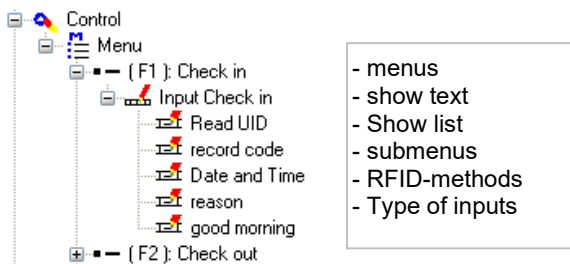 Control
Menu
( F1 ): Check in
Input Check in
Read UID
record code
Date and Time
reason
good morning
( F2 ): Check out
- menus
- show text
- Show list
- submenus
- RFID-methods
- Type of inputs